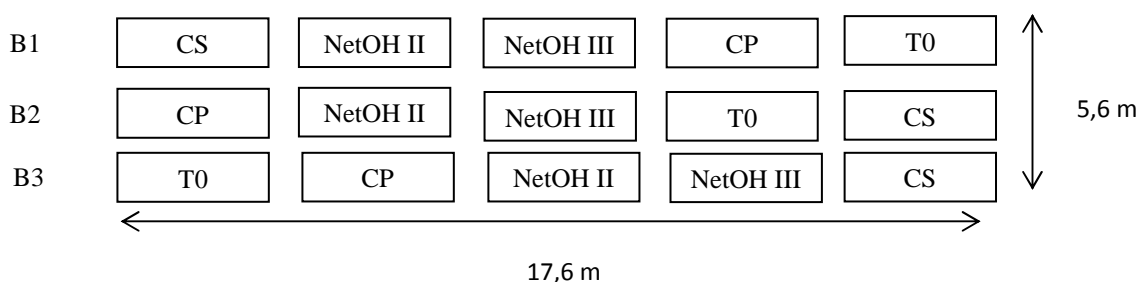 B1 CS NetOH II NetOH III CP T0
B2 CP NetOH II NetOH III T0 CS
5,6 m
B3 T0 CP NetOH II NetOH III CS
17,6 m